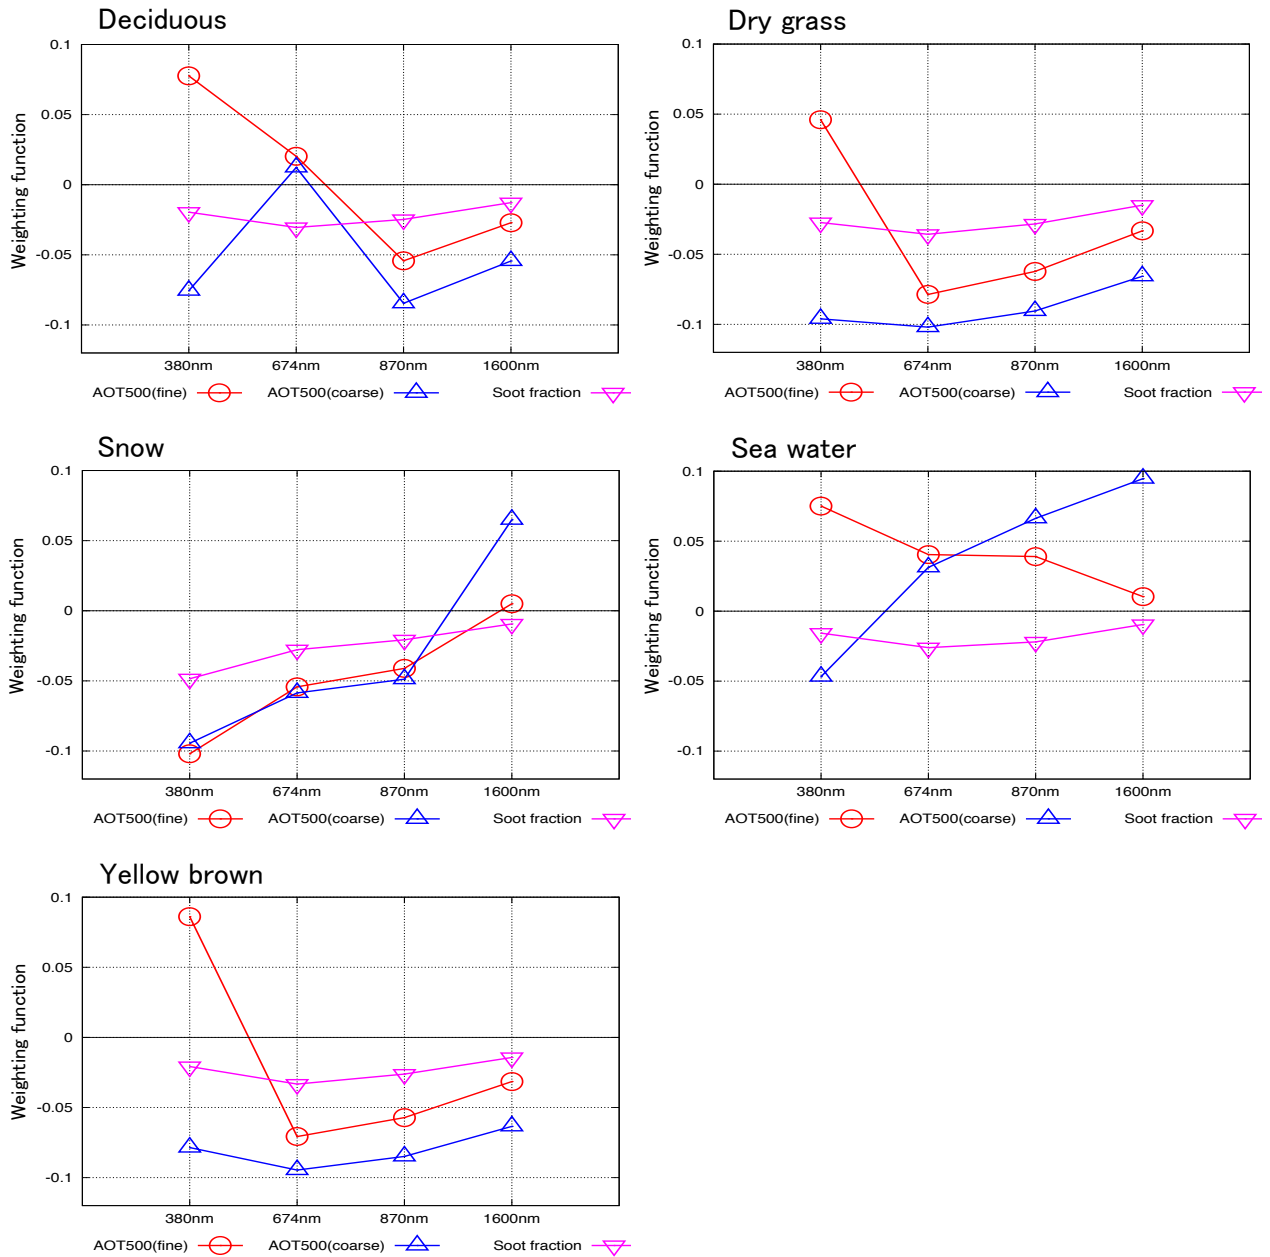 Deciduous
0.1
0.05
0
-0.05
-0.1
Weighting function
380nm 674nm 870nm 1600nm
AOT500(fine) AOT500(coarse) Soot fraction
Dry grass
0.1
0.05
0
-0.05
-0.1
Weighting function
380nm 674nm 870nm 1600nm
AOT500(fine) AOT500(coarse) Soot fraction
Snow
0.1
0.05
0
-0.05
-0.1
Weighting function
380nm 674nm 870nm 1600nm
AOT500(fine) AOT500(coarse) Soot fraction
Sea water
0.1
0.05
0
-0.05
-0.1
Weighting function
380nm 674nm 870nm 1600nm
AOT500(fine) AOT500(coarse) Soot fraction
Yellow brown
0.1
0.05
0
-0.05
-0.1
Weighting function
380nm 674nm 870nm 1600nm
AOT500(fine) AOT500(coarse) Soot fraction